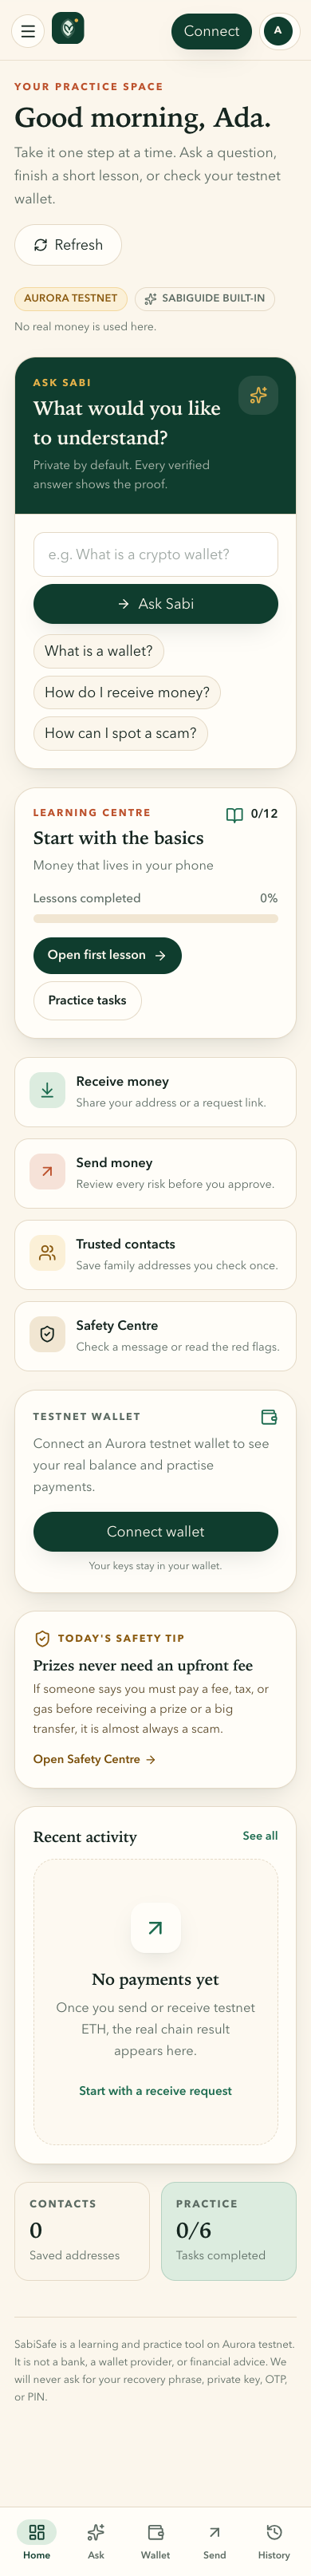 Connect
A
YOUR PRACTICE SPACE
Good morning, Ada.
Take it one step at a time. Ask a question,
finish a short lesson, or check your testnet
wallet.
Refresh
AURORA TESTNET
SABIGUIDE BUILT-IN
No real money is used here.
ASK SABI
What would you like
to understand?
Private by default. Every verified
answer shows the proof.
e.g. What is a crypto wallet?
Ask Sabi
What is a wallet?
How do I receive money?
How can I spot a scam?
LEARNING CENTRE
0/12
Start with the basics
Money that lives in your phone
Lessons completed
0%
Open first lesson
Practice tasks
Receive money
Share your address or a request link.
Send money
Review every risk before you approve.
Trusted contacts
Save family addresses you check once.
Safety Centre
Check a message or read the red flags.
TESTNET WALLET
Connect an Aurora testnet wallet to see
your real balance and practise
payments.
Connect wallet
Your keys stay in your wallet.
TODAY'S SAFETY TIP
Prizes never need an upfront fee
If someone says you must pay a fee, tax, or
gas before receiving a prize or a big
transfer, it is almost always a scam.
Open Safety Centre
Recent activity
See all
No payments yet
Once you send or receive testnet
ETH, the real chain result
appears here.
Start with a receive request
CONTACTS
0
Saved addresses
PRACTICE
0/6
Tasks completed
SabiSafe is a learning and practice tool on Aurora testnet.
It is not a bank, a wallet provider, or financial advice. We
will never ask for your recovery phrase, private key, OTP,
or PIN.
Home
Ask
Wallet
Send
History